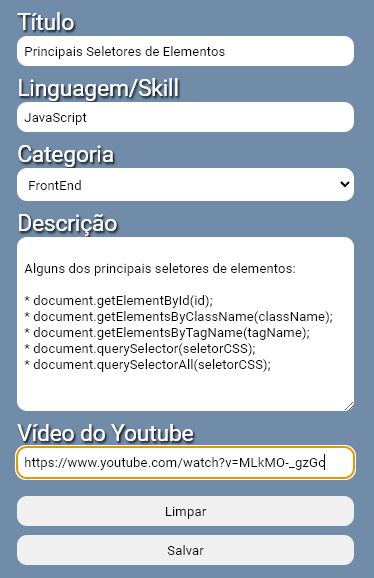 Título
Principais Seletores de Elementos
Linguagem/Skill
JavaScript
Categoria
FrontEnd
Descrição
Alguns dos principais seletores de elementos:
* document.getElementById(id);
* document.getElementsByClassName(className);
* document.getElementsByTagName(tagName);
* document.querySelector(seletorCSS);
* document.querySelectorAll(seletorCSS);
Vídeo do Youtube
https://www.youtube.com/watch?v=MLkMO-_gzGc
Limpar
Salvar